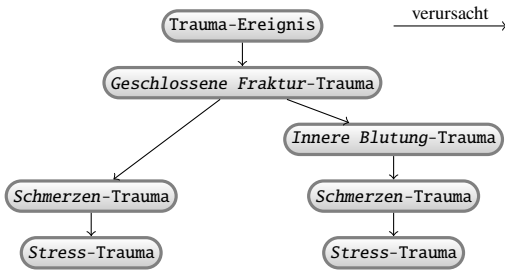 Trauma-Ereignis
verursacht
Geschlossene Fraktur-Trauma
Innere Blutung-Trauma
Schmerzen-Trauma
Schmerzen-Trauma
Stress-Trauma
Stress-Trauma